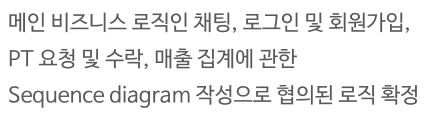 메인 비즈니스 로직인 채팅, 로그인 및 회원가입,
PT 요청 및 수락, 매출 집계에 관한
Sequence diagram 작성으로 협의된 로직 확정